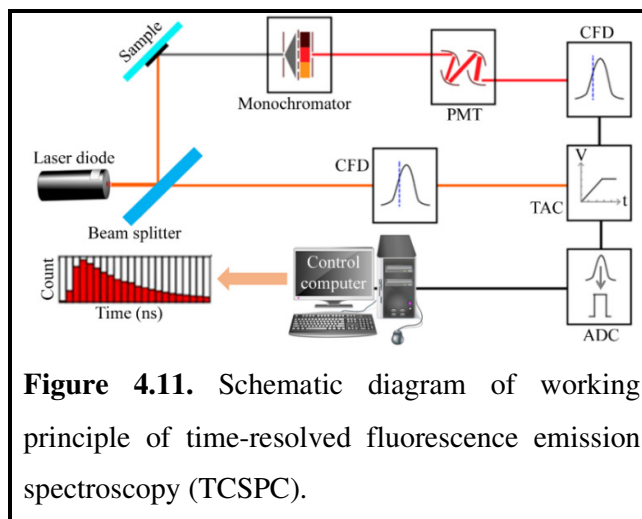 Sample
CFD
Monochromator
PMT
Laser diode
CFD
V
t
TAC
Beam splitter
Count
Control
computer
Time (ns)
ADC
Figure 4.11. Schematic diagram of working
principle of time-resolved fluorescence emission
spectroscopy (TCSPC).